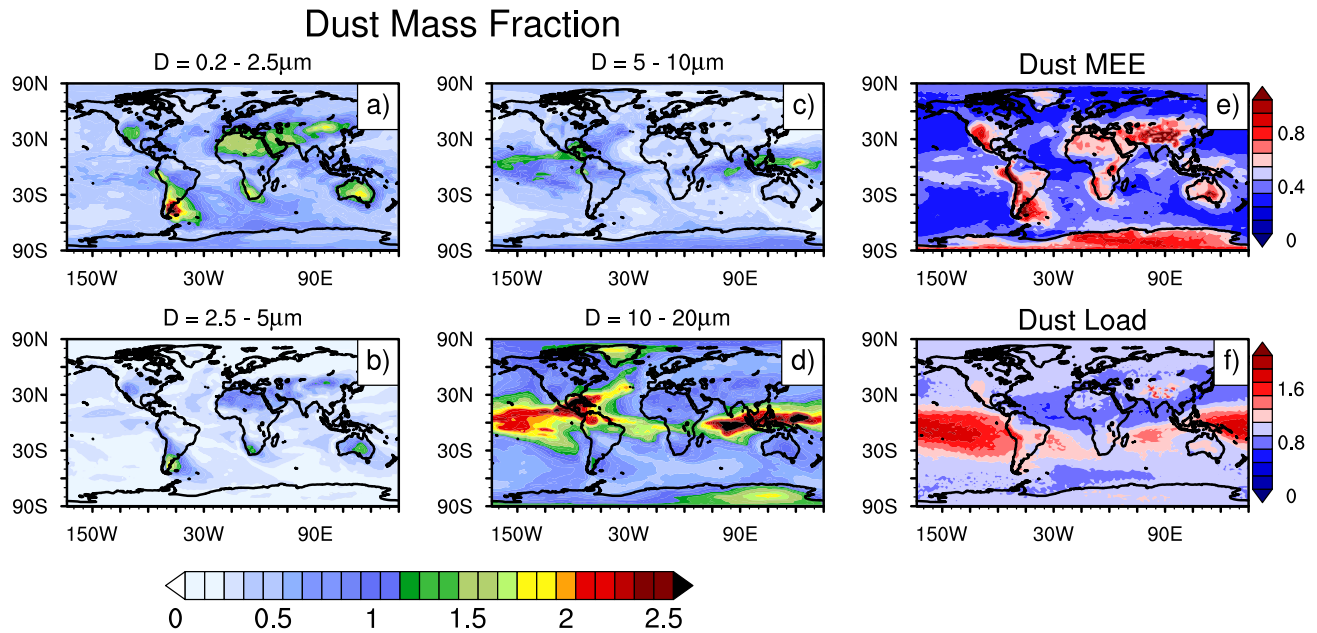 Dust Mass Fraction
D = 0.2 - 2.5μm
90N
30N
30S
90S
150W 30W 90E
a)
D = 5 - 10μm
90N
30N
30S
90S
150W 30W 90E
c)
Dust MEE
90N
30N
30S
90S
150W 30W 90E
e)
0.8
0.4
0
D = 2.5 - 5μm
90N
30N
30S
90S
150W 30W 90E
b)
D = 10 - 20μm
90N
30N
30S
90S
150W 30W 90E
d)
Dust Load
90N
30N
30S
90S
150W 30W 90E
f)
1.6
0.8
0
0 0.5 1 1.5 2 2.5